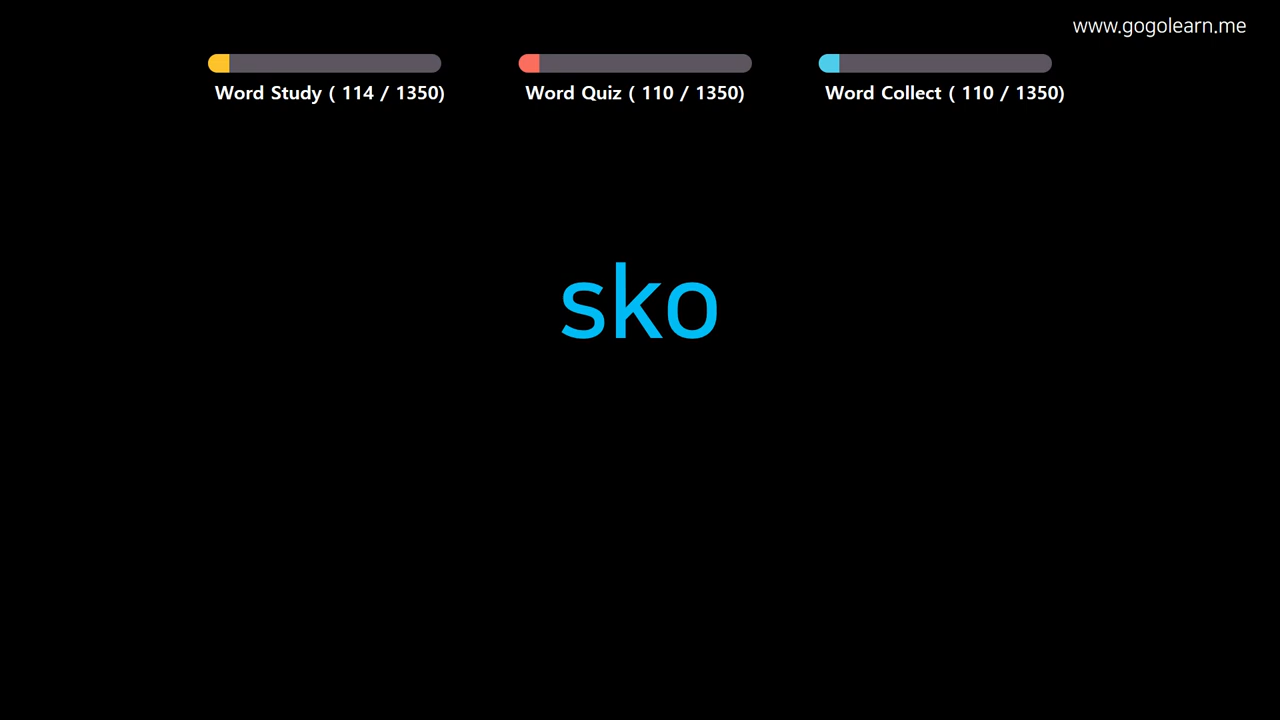 www.gogolearn.me
Word Study ( 114 / 1350)
Word Quiz ( 110 / 1350)
Word Collect ( 110 / 1350)
sko